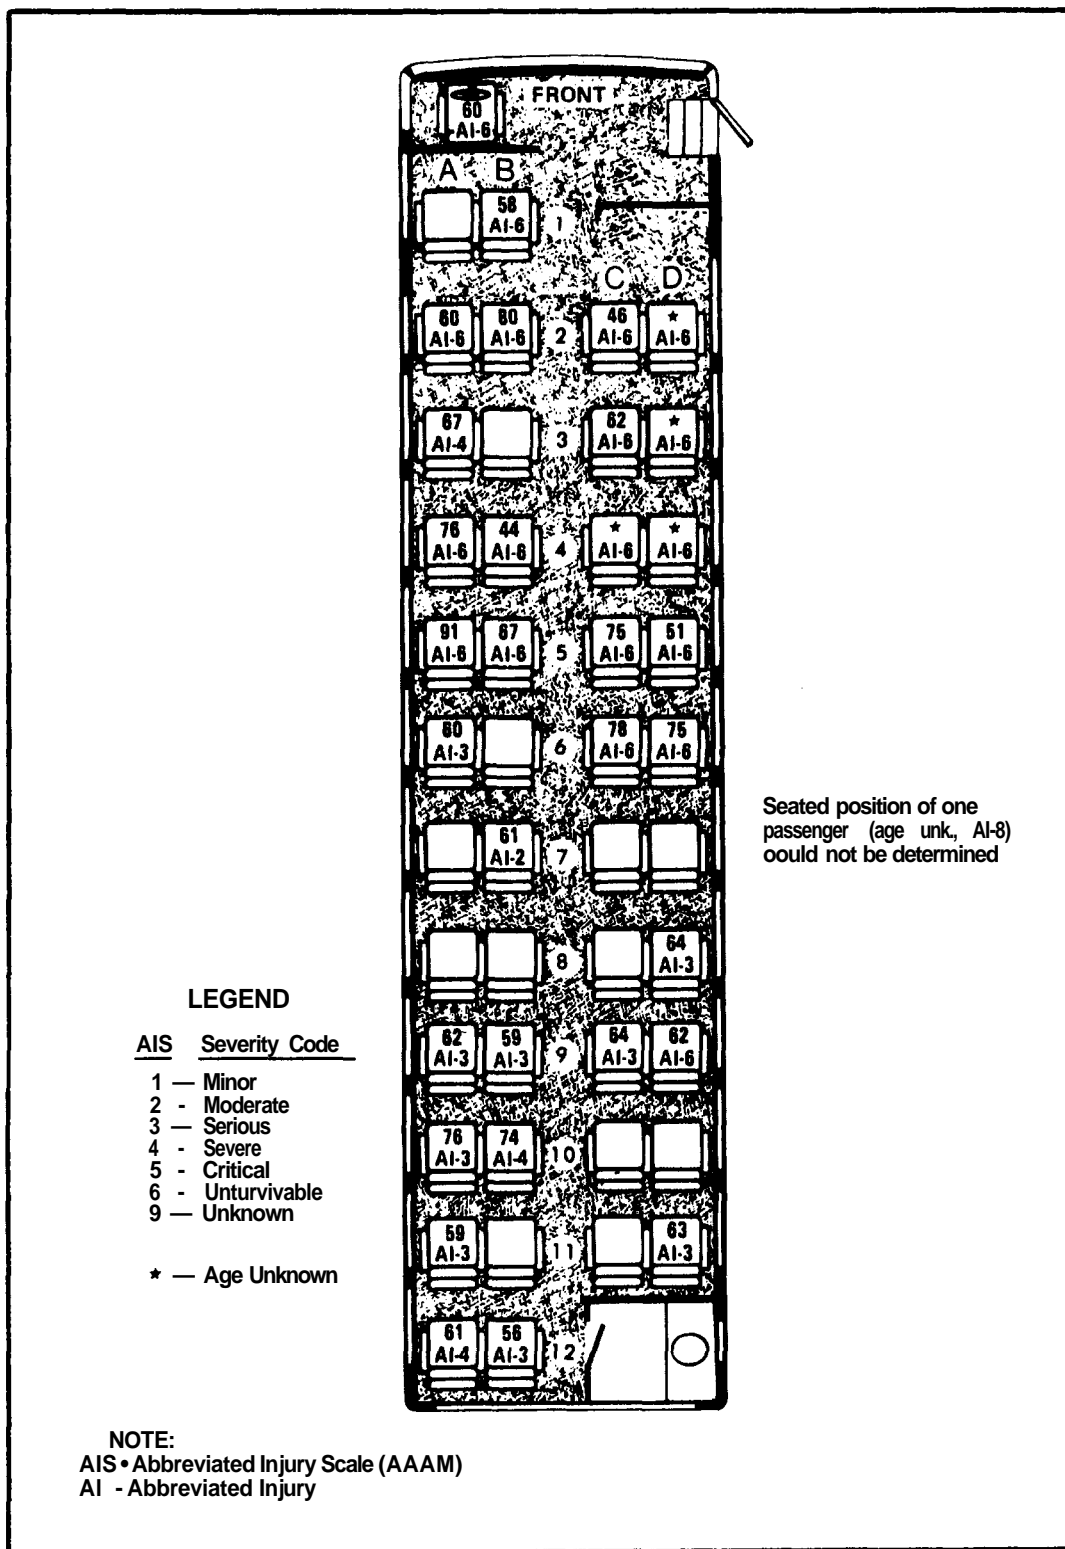 FRONT
60
AI-6
A B
58
AI-6
1
C D
60 80 46 ★
AI-6 AI-6 2 AI-6 AI-6
67 62 ★
AI-4 3 AI-6 AI-6
76 44 ★ ★
AI-6 AI-6 4 AI-6 AI-6
91 67 75 51
AI-6 AI-6 5 AI-6 AI-6
60 78 75
AI-3 6 AI-6 AI-6
61
AI-2 7
Seated position of one
passenger (age unk., AI-8)
oould not be determined
64
8 AI-3
LEGEND
62 59 64 62
AI-3 AI-3 9 AI-3 AI-6
AIS Severity Code
1 — Minor
2 - Moderate
3 — Serious
4 - Severe
5 - Critical
6 - Unturvivable
9 — Unknown
★ — Age Unknown
76 74
AI-3 AI-4 10
59 63
AI-3 11 AI-3
61 56
AI-4 AI-3 12
NOTE:
AIS • Abbreviated Injury Scale (AAAM)
AI - Abbreviated Injury